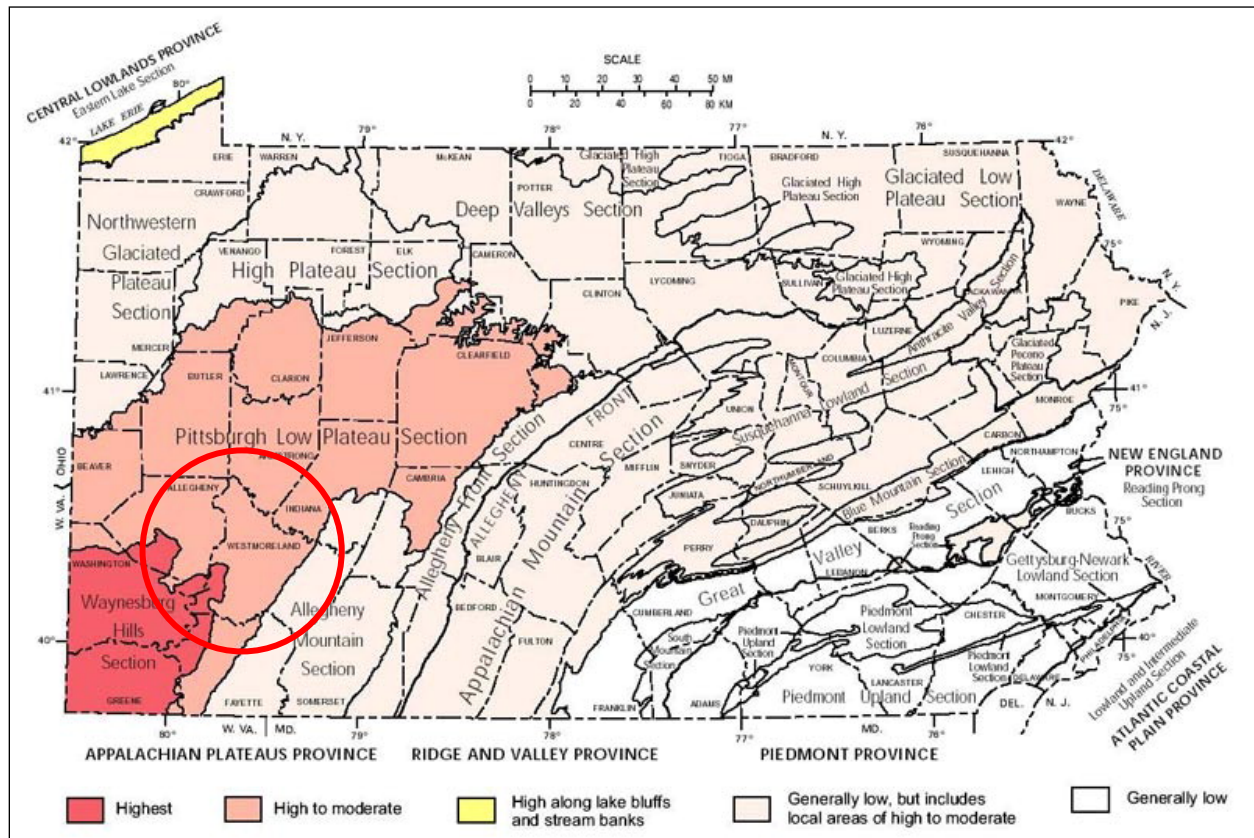 CENTRAL LOWLANDS PROVINCE
Eastern Lake Section
LAKE ERIE
80°
42°
SCALE
0 10 20 30 40 50 MI
0 20 40 60 80 KM
N. Y.
79°
78°
N. Y.
77°
N. Y.
76°
42°
ERIE
WARREN
McKEAN
POTTER
Glaciated High
Plateau
Section
TIOGA
BRADFORD
SUSQUEHANNA
CRAWFORD
Glaciated High
Plateau Section
Glaciated Low
Plateau Section
WAYNE
DELAWARE
Northwestern
Glaciated
Plateau
Section
Deep Valleys Section
VENANGO
FOREST
ELK
CAMERON
High Plateau Section
WYOMING
75°
LYCOMING
SULLIVAN
Glaciated High
Plateau Section
CLINTON
LACKAWANNA
PIKE
N. Y.
N. J.
MERCER
JEFFERSON
CLEARFIELD
LUZERNE
Anthracite Valley Section
COLUMBIA
Glaciated
Pocono
Plateau
Section
LAWRENCE
BUTLER
CLARION
MONTOUR
41°
41°
UNION
Susquehanna Lowland Section
MONROE
75°
Pittsburgh Low Plateau Section
ARMSTRONG
CENTRE
CARBON
BEAVER
Allegheny Front Section
ALLEGHENY FRONT
SNYDER
MIFFLIN
NORTHUMBERLAND
NORTHAMPTON
LEHIGH
NEW ENGLAND
PROVINCE
Reading Prong
Section
OHIO
W. VA.
ALLEGHENY
CAMBRIA
HUNTINGDON
JUNIATA
SCHUYLKILL
Blue Mountain Section
INDIANA
BUCKS
DAUPHIN
BERKS
Reading
Prong
Section
75°
WESTMORELAND
BLAIR
PERRY
Great Valley Section
LEBANON
Gettysburg-Newark
Lowland Section
RIVER
WASHINGTON
Waynesburg
Hills
Section
Allegheny
Mountain
Section
BEDFORD
Appalachian Mountain Section
CUMBERLAND
MONTGOMERY
Piedmont
Lowland
Section
CHESTER
PHILADELPHIA
40°
40°
FULTON
South
Mountain
Section
Piedmont
Upland
Section
YORK
Piedmont
Lowland
Section
DELAWARE
75°
Lowland and Intermediate
Upland Section
GREENE
FAYETTE
SOMERSET
FRANKLIN
ADAMS
LANCASTER
Piedmont Upland Section
DEL.
N. J.
ATLANTIC COASTAL
PLAIN PROVINCE
80°
W. VA.
MD.
79°
78°
77°
MD.
76°
APPALACHIAN PLATEAUS PROVINCE
RIDGE AND VALLEY PROVINCE
PIEDMONT PROVINCE
Highest
High to moderate
High along lake bluffs
and stream banks
Generally low, but includes
local areas of high to moderate
Generally low